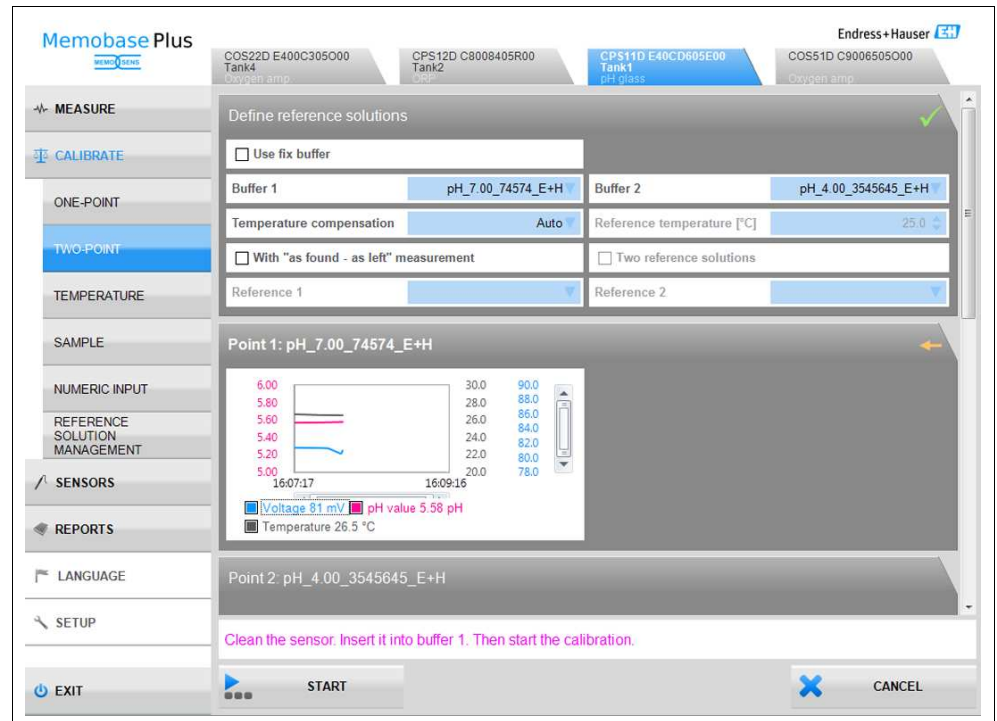 Memobase Plus
MEMOSENS
Endress+Hauser EH
COS22D E400C305O00
Tank4
Oxygen amp.
CPS12D C8008405R00
Tank2
ORP
CPS11D E40CD605E00
Tank1
pH glass
COS51D C9006505O00
Oxygen amp.
MEASURE
CALIBRATE
ONE-POINT
TWO-POINT
TEMPERATURE
SAMPLE
NUMERIC INPUT
REFERENCE
SOLUTION
MANAGEMENT
SENSORS
REPORTS
LANGUAGE
SETUP
EXIT
Define reference solutions
Use fix buffer
Buffer 1 pH_7.00_74574_E+H Buffer 2 pH_4.00_3545645_E+H
Temperature compensation Auto Reference temperature [°C] 25.0
With "as found - as left" measurement Two reference solutions
Reference 1 Reference 2
Point 1: pH_7.00_74574_E+H
6.00 30.0 90.0
5.80 28.0 88.0
5.60 26.0 86.0
84.0
5.40 24.0 82.0
5.20 22.0 80.0
5.00 20.0 78.0
16:07:17 16:09:16
Voltage 81 mV pH value 5.58 pH
Temperature 26.5 °C
Point 2: pH_4.00_3545645_E+H
Clean the sensor. Insert it into buffer 1. Then start the calibration.
START CANCEL